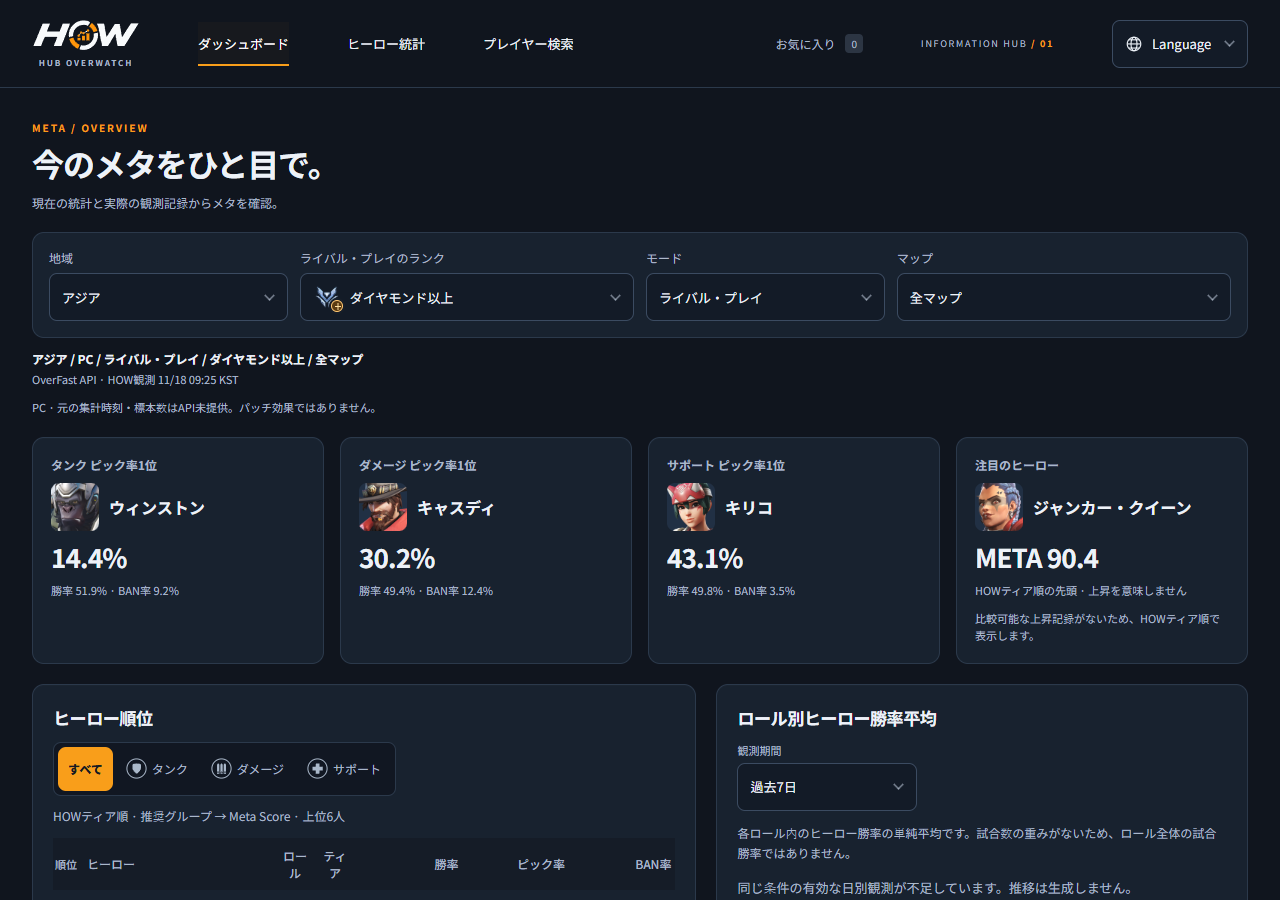 HOW
HUB OVERWATCH
ダッシュボード
ヒーロー統計
プレイヤー検索
お気に入り 0
INFORMATION HUB / 01
Language
META / OVERVIEW
今のメタをひと目で。
現在の統計と実際の観測記録からメタを確認。
地域
ライバル・プレイのランク
モード
マップ
アジア
ダイヤモンド以上
ライバル・プレイ
全マップ
アジア / PC / ライバル・プレイ / ダイヤモンド以上 / 全マップ
OverFast API · HOW観測 11/18 09:25 KST
PC · 元の集計時刻・標本数はAPI未提供。パッチ効果ではありません。
タンク ピック率1位
ウィンストン
14.4%
勝率 51.9% · BAN率 9.2%
ダメージ ピック率1位
キャスディ
30.2%
勝率 49.4% · BAN率 12.4%
サポート ピック率1位
キリコ
43.1%
勝率 49.8% · BAN率 3.5%
注目のヒーロー
ジャンカー・クイーン
META 90.4
HOWティア順の先頭・上昇を意味しません
比較可能な上昇記録がないため、HOWティア順で
表示します。
ヒーロー順位
すべて
タンク
ダメージ
サポート
HOWティア順 · 推奨グループ → Meta Score · 上位6人
順位 ヒーロー ロール ティア 勝率 ピック率 BAN率
ロール別ヒーロー勝率平均
観測期間
過去7日
各ロール内のヒーロー勝率の単純平均です。試合数の重みがないため、ロール全体の試合
勝率ではありません。
同じ条件の有効な日別観測が不足しています。推移は生成しません。